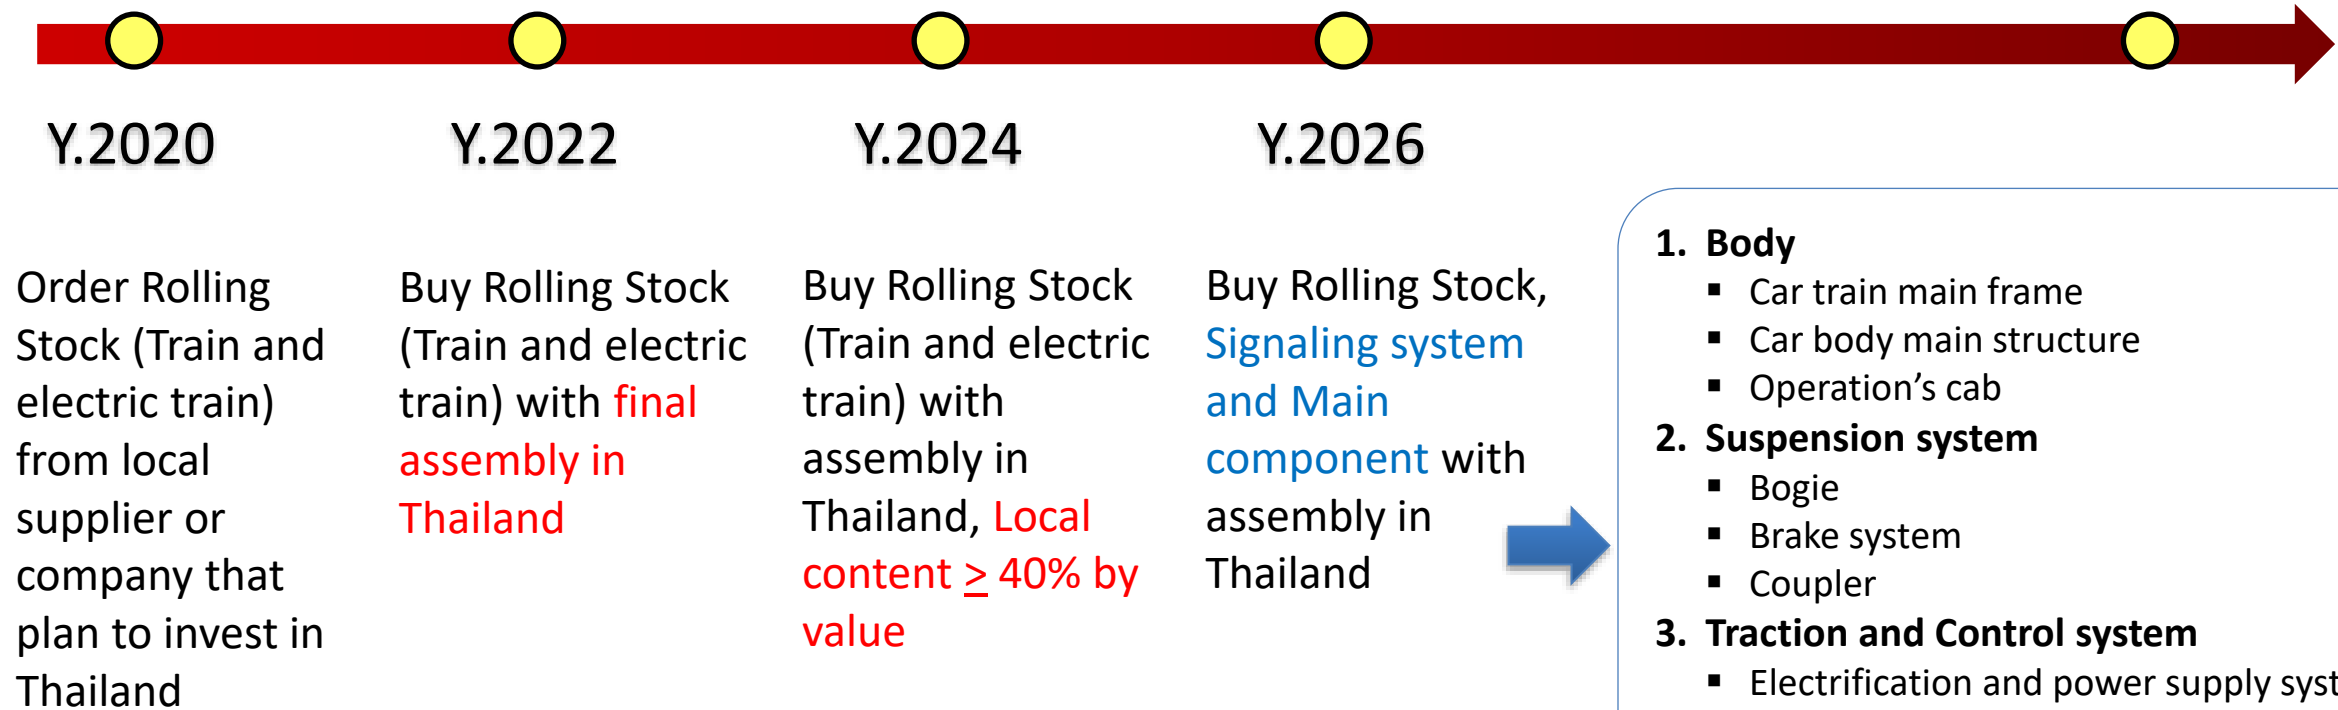 Y.2020
Y.2022
Y.2024
Y.2026
Order Rolling
Stock (Train and
electric train)
from local
supplier or
company that
plan to invest in
Thailand
Buy Rolling Stock
(Train and electric
train) with final
assembly in
Thailand
Buy Rolling Stock
(Train and electric
train) with
assembly in
Thailand, Local
content ≥ 40% by
value
Buy Rolling Stock,
Signaling system
and Main
component with
assembly in
Thailand
1. Body
▪ Car train main frame
▪ Car body main structure
▪ Operation’s cab
2. Suspension system
▪ Bogie
▪ Brake system
▪ Coupler
3. Traction and Control system
▪ Electrification and power supply syst